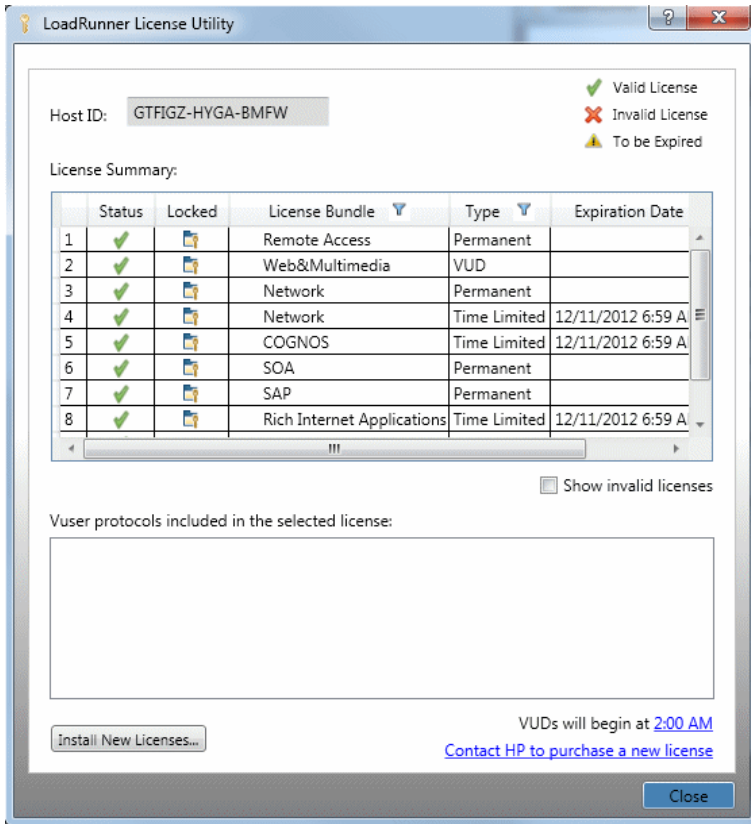 LoadRunner License Utility
Host ID: GTFIGZ-HYGA-BMFW
Valid License
Invalid License
To be Expired
License Summary:
Status Locked License Bundle Type Expiration Date
1 Remote Access Permanent
2 Web&Multimedia VUD
3 Network Permanent
4 Network Time Limited 12/11/2012 6:59 A
5 COGNOS Time Limited 12/11/2012 6:59 A
6 SOA Permanent
7 SAP Permanent
8 Rich Internet Applications Time Limited 12/11/2012 6:59 A
Show invalid licenses
Vuser protocols included in the selected license:
VUDs will begin at 2:00 AM
Install New Licenses...
Contact HP to purchase a new license
Close